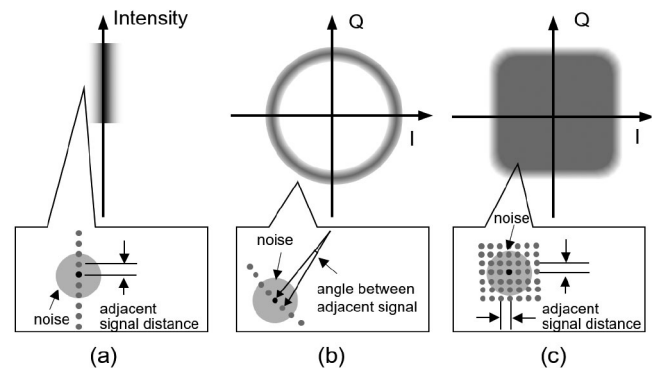 Intensity
noise
adjacent
signal distance
(a)
Q
I
noise
angle between
adjacent signal
(b)
Q
I
noise
adjacent
signal distance
(c)